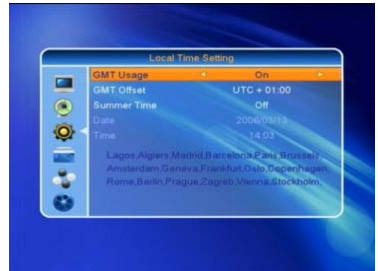 Local Time Setting
GMT Usage On
GMT Offset UTC + 01:00
Summer Time Off
Date 2006/03/13
Time 14:03
Lagos,Algiers,Madrid,Barcelona,Paris,Brussels,
Amsterdam,Geneva,Frankfurt,Oslo,Copenhagen,
Rome,Berlin,Prague,Zagreb,Vienna,Stockholm,